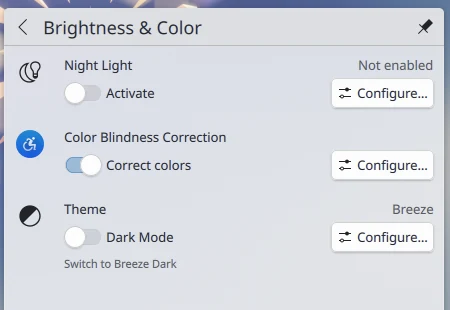 Brightness & Color
Night Light
Not enabled
Activate
Configure...
Color Blindness Correction
Correct colors
Configure...
Theme
Breeze
Dark Mode
Configure...
Switch to Breeze Dark